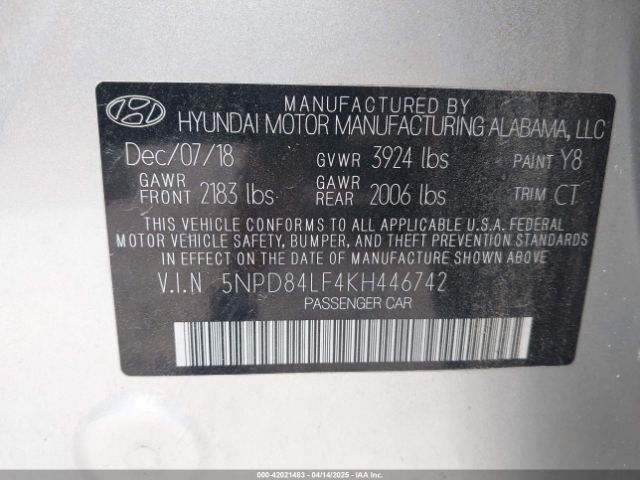 MANUFACTURED BY
HYUNDAI MOTOR MANUFACTURING ALABAMA, LLC
Dec/07/18 GVWR 3924 lbs PAINT Y8
GAWR FRONT 2183 lbs GAWR REAR 2006 lbs TRIM CT
THIS VEHICLE CONFORMS TO ALL APPLICABLE U.S.A. FEDERAL
MOTOR VEHICLE SAFETY, BUMPER, AND THEFT PREVENTION STANDARDS
IN EFFECT ON THE DATE OF MANUFACTURE SHOWN ABOVE
V.I.N 5NPD84LF4KH446742
PASSENGER CAR
000-42021483 - 04/14/2025 - IAAI.COM